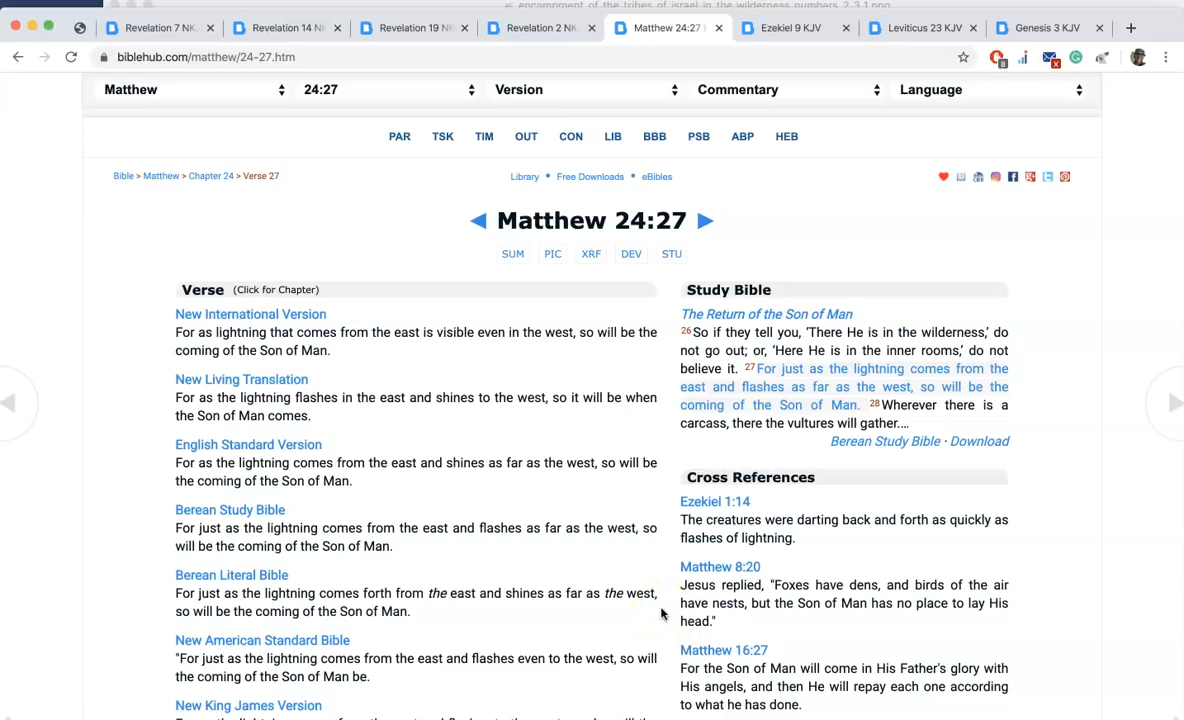 encampment of the tribes of israel in the wilderness numbers 2.3.1.png
Revelation 7 NK
Revelation 14 NK
Revelation 19 NK
Revelation 2 NK
Matthew 24:27
Ezekiel 9 KJV
Leviticus 23 KJV
Genesis 3 KJV
biblehub.com/matthew/24-27.htm
Matthew 24:27 Version Commentary Language
PAR TSK TIM OUT CON LIB BBB PSB ABP HEB
Bible > Matthew > Chapter 24 > Verse 27
Library • Free Downloads • eBibles
Matthew 24:27
SUM PIC XRF DEV STU
Verse (Click for Chapter)
New International Version
For as lightning that comes from the east is visible even in the west, so will be the
coming of the Son of Man.
New Living Translation
For as the lightning flashes in the east and shines to the west, so it will be when
the Son of Man comes.
English Standard Version
For as the lightning comes from the east and shines as far as the west, so will be
the coming of the Son of Man.
Berean Study Bible
For just as the lightning comes from the east and flashes as far as the west, so
will be the coming of the Son of Man.
Berean Literal Bible
For just as the lightning comes forth from the east and shines as far as the west,
so will be the coming of the Son of Man.
New American Standard Bible
"For just as the lightning comes from the east and flashes even to the west, so will
the coming of the Son of Man be.
New King James Version
Study Bible
The Return of the Son of Man
26So if they tell you, ‘There He is in the wilderness,’ do
not go out; or, ‘Here He is in the inner rooms,’ do not
believe it. 27For just as the lightning comes from the
east and flashes as far as the west, so will be the
coming of the Son of Man. 28Wherever there is a
carcass, there the vultures will gather....
Berean Study Bible · Download
Cross References
Ezekiel 1:14
The creatures were darting back and forth as quickly as
flashes of lightning.
Matthew 8:20
Jesus replied, "Foxes have dens, and birds of the air
have nests, but the Son of Man has no place to lay His
head."
Matthew 16:27
For the Son of Man will come in His Father's glory with
His angels, and then He will repay each one according
to what he has done.